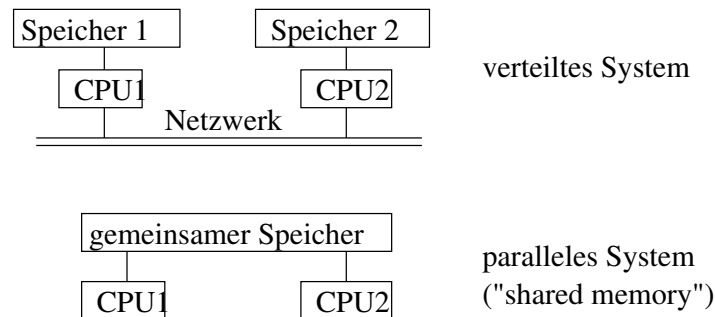 Speicher 1
Speicher 2
CPU1
CPU2
Netzwerk
verteiltes System
gemeinsamer Speicher
CPU1
CPU2
paralleles System
("shared memory")